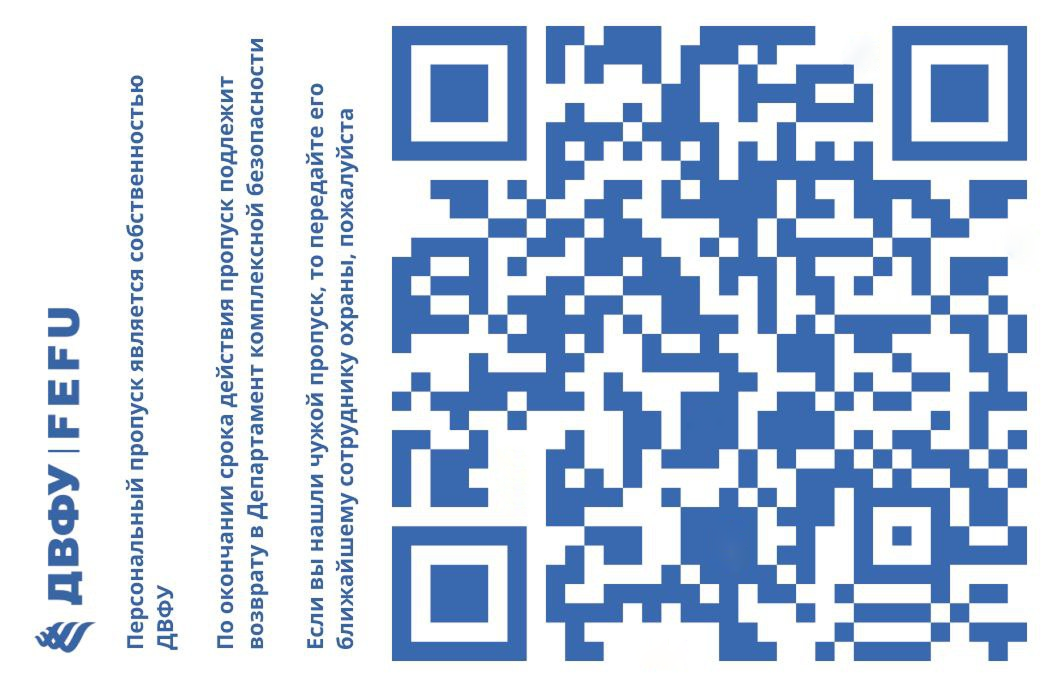 ДВФУ | FEFU
Персональный пропуск является собственностью
ДВФУ
По окончании срока действия пропуск подлежит
возврату в Департамент комплексной безопасности
Если вы нашли чужой пропуск, то передайте его
ближайшему сотруднику охраны, пожалуйста